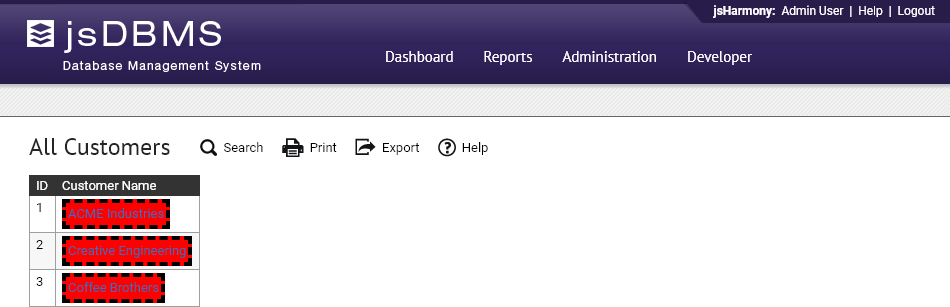 jsHarmony: Admin User | Help | Logout
jsDBMS
Database Management System
Dashboard Reports Administration Developer
All Customers Search Print Export Help
ID Customer Name
1 ACME Industries
2 Creative Engineering
3 Coffee Brothers